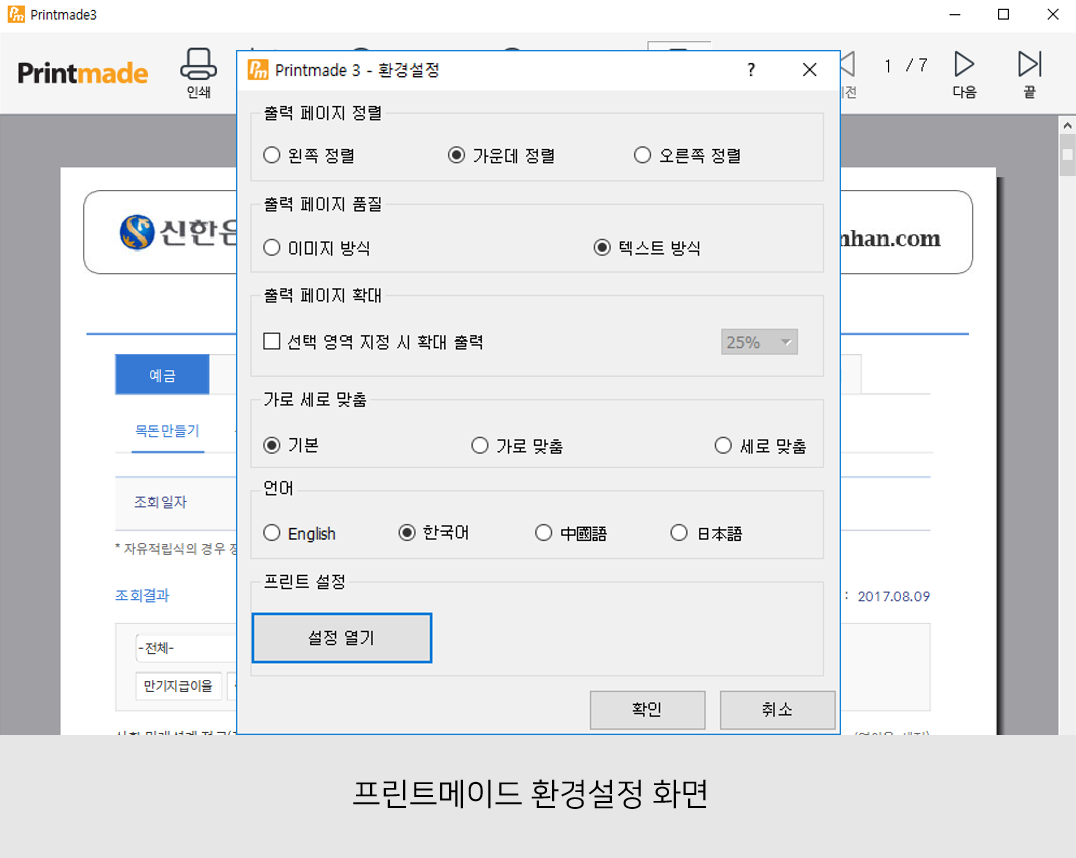 Printmade3
Printmade
인쇄
1 / 7
다음
끝
Printmade 3 - 환경설정
?
출력 페이지 정렬
왼쪽 정렬
가운데 정렬
오른쪽 정렬
출력 페이지 품질
이미지 방식
텍스트 방식
출력 페이지 확대
선택 영역 지정 시 확대 출력
25%
가로 세로 맞춤
기본
가로 맞춤
세로 맞춤
언어
English
한국어
中國語
日本語
프린트 설정
설정 열기
확인
취소
신한은
nhan.com
예금
목돈만들기
조회일자
* 자유적립식의 경우
조회결과
: 2017.08.09
-전체-
만기지급이율
프린트메이드 환경설정 화면